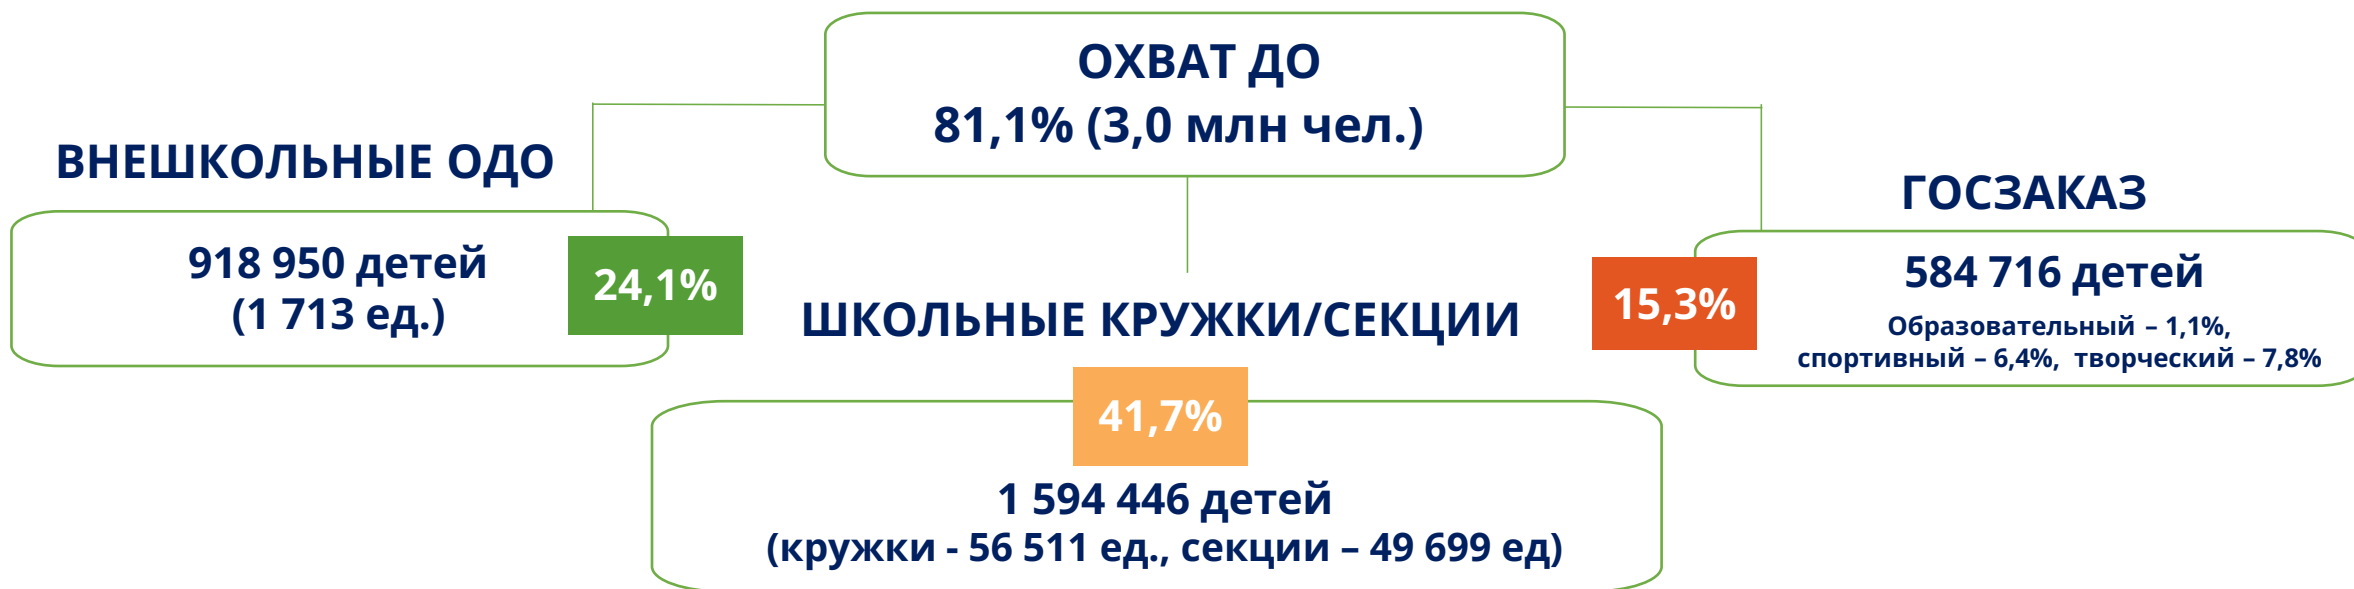 ОХВАТ ДО
81,1% (3,0 млн чел.)
ВНЕШКОЛЬНЫЕ ОДО
918 950 детей
(1 713 ед.)
24,1%
ШКОЛЬНЫЕ КРУЖКИ/СЕКЦИИ
41,7%
1 594 446 детей
(кружки - 56 511 ед., секции – 49 699 ед)
ГОСЗАКАЗ
15,3%
584 716 детей
Образовательный – 1,1%,
спортивный – 6,4%, творческий – 7,8%